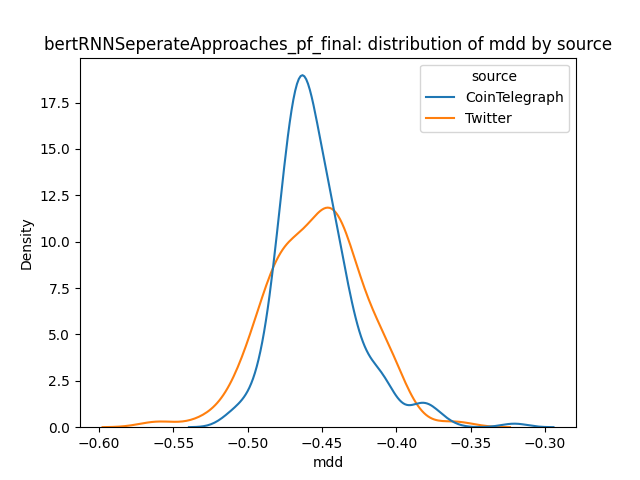 bertRNNSeperateApproaches_pf_final: distribution of mdd by source
source
CoinTelegraph
Twitter
Density
17.5
15.0
12.5
10.0
7.5
5.0
2.5
0.0
−0.60 −0.55 −0.50 −0.45 −0.40 −0.35 −0.30
mdd